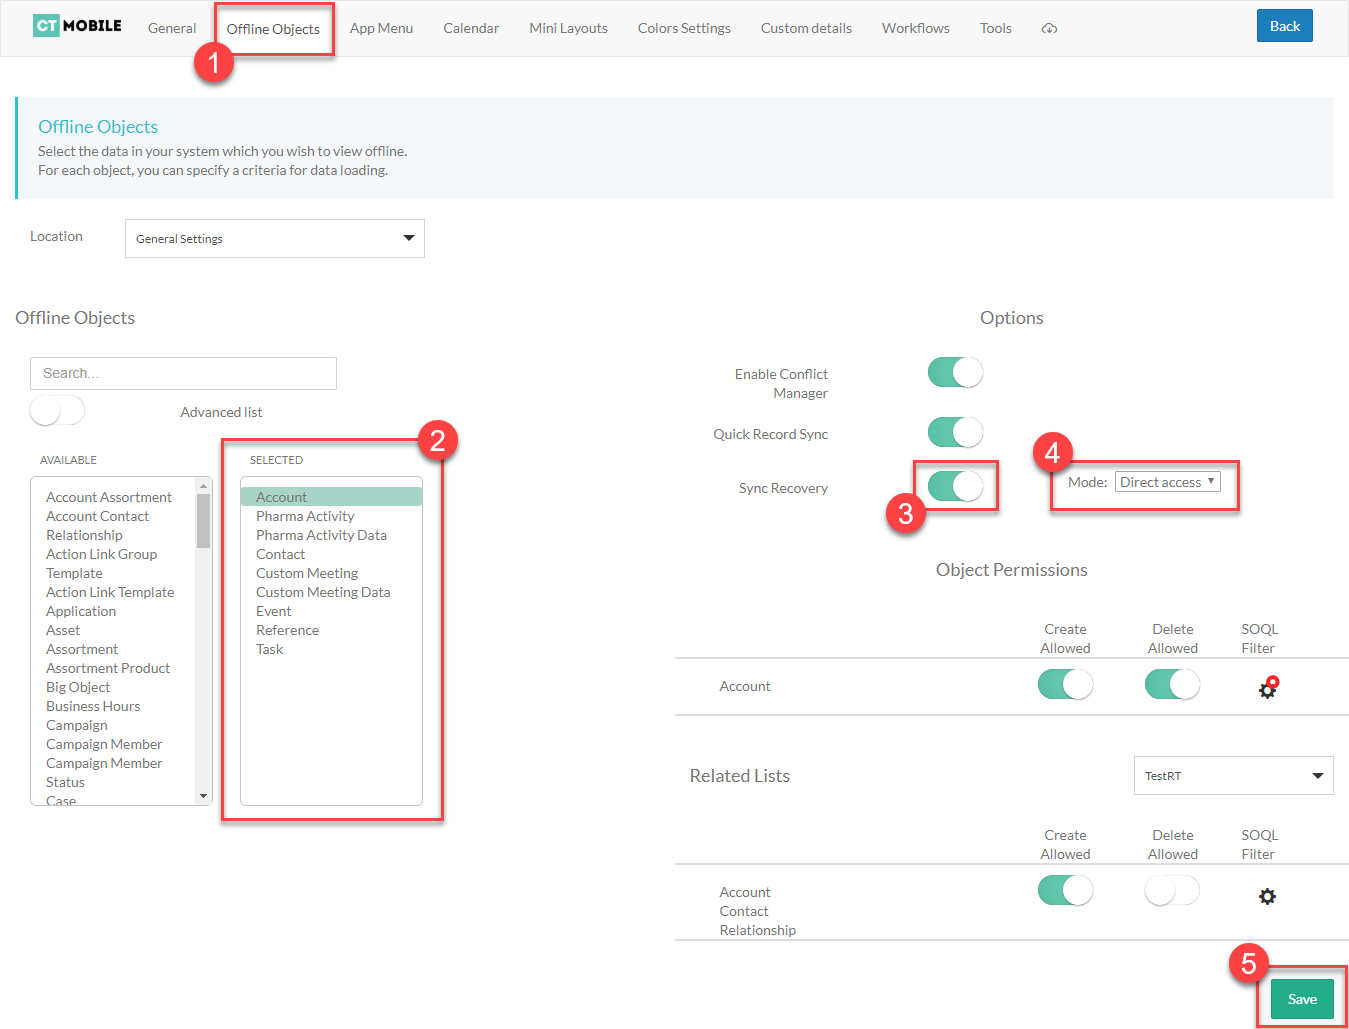 CT MOBILE General Offline Objects App Menu Calendar Mini Layouts Colors Settings Custom details Workflows Tools Back
1
Offline Objects
Select the data in your system which you wish to view offline.
For each object, you can specify a criteria for data loading.
Location General Settings
Offline Objects
Search...
Advanced list
2
AVAILABLE
Account Assortment
Account Contact
Relationship
Action Link Group
Template
Action Link Template
Application
Asset
Assortment
Assortment Product
Big Object
Business Hours
Campaign
Campaign Member
Campaign Member
Status
Case
SELECTED
Account
Pharma Activity
Pharma Activity Data
Contact
Custom Meeting
Custom Meeting Data
Event
Reference
Task
Options
Enable Conflict
Manager
Quick Record Sync
Sync Recovery
3
4
Mode: Direct access
Object Permissions
Create
Allowed
Delete
Allowed
SOQL
Filter
Account
Related Lists TestRT
Create
Allowed
Delete
Allowed
SOQL
Filter
Account
Contact
Relationship
5
Save